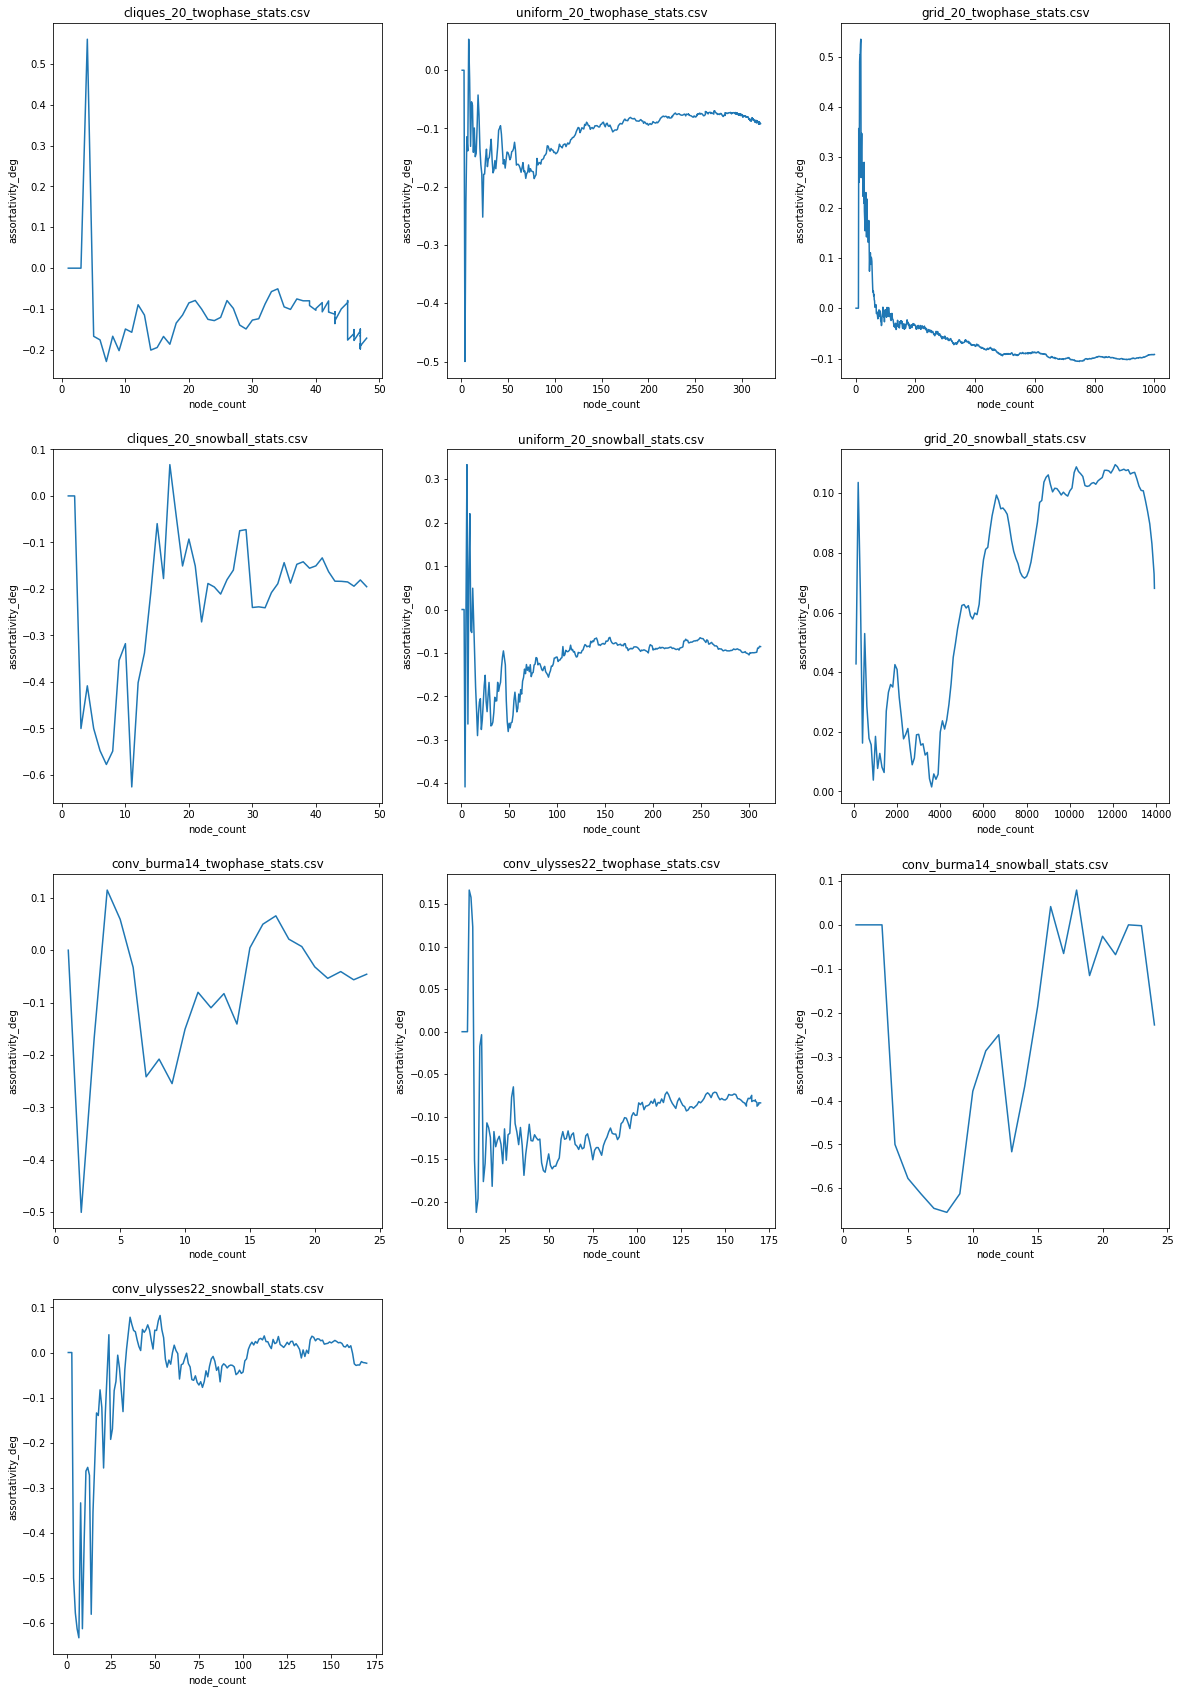 cliques_20_twophase_stats.csv
assortativity_deg
0.5
0.4
0.3
0.2
0.1
0.0
−0.1
−0.2
0 10 20 30 40 50
node_count
uniform_20_twophase_stats.csv
assortativity_deg
0.0
−0.1
−0.2
−0.3
−0.4
−0.5
0 50 100 150 200 250 300
node_count
grid_20_twophase_stats.csv
assortativity_deg
0.5
0.4
0.3
0.2
0.1
0.0
−0.1
0 200 400 600 800 1000
node_count
cliques_20_snowball_stats.csv
assortativity_deg
0.1
0.0
−0.1
−0.2
−0.3
−0.4
−0.5
−0.6
0 10 20 30 40 50
node_count
uniform_20_snowball_stats.csv
assortativity_deg
0.3
0.2
0.1
0.0
−0.1
−0.2
−0.3
−0.4
0 50 100 150 200 250 300
node_count
grid_20_snowball_stats.csv
assortativity_deg
0.10
0.08
0.06
0.04
0.02
0.00
0 2000 4000 6000 8000 10000 12000 14000
node_count
conv_burma14_twophase_stats.csv
assortativity_deg
0.1
0.0
−0.1
−0.2
−0.3
−0.4
−0.5
0 5 10 15 20 25
node_count
conv_ulysses22_twophase_stats.csv
assortativity_deg
0.15
0.10
0.05
0.00
−0.05
−0.10
−0.15
−0.20
0 25 50 75 100 125 150 175
node_count
conv_burma14_snowball_stats.csv
assortativity_deg
0.1
0.0
−0.1
−0.2
−0.3
−0.4
−0.5
−0.6
0 5 10 15 20 25
node_count
conv_ulysses22_snowball_stats.csv
assortativity_deg
0.1
0.0
−0.1
−0.2
−0.3
−0.4
−0.5
−0.6
0 25 50 75 100 125 150 175
node_count